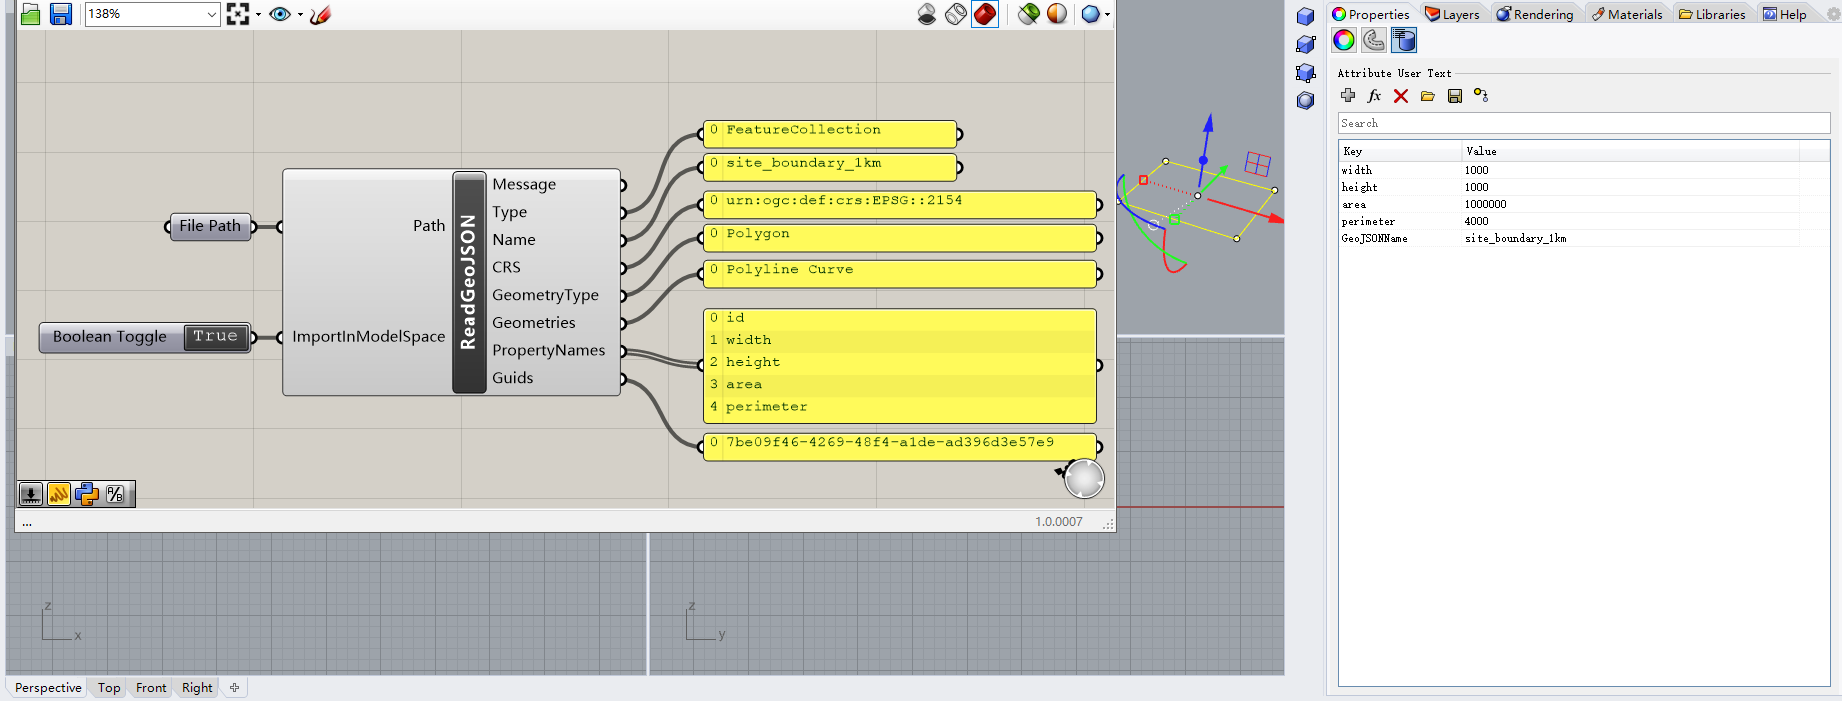 138%
File Path
Boolean Toggle True
Path
ImportInModelSpace
ReadGeoJSON
Message
Type
Name
CRS
GeometryType
Geometries
PropertyNames
Guids
0 FeatureCollection
0 site_boundary_1km
0 urn:ogc:def:crs:EPSG::2154
0 Polygon
0 Polyline Curve
0 id
1 width
2 height
3 area
4 perimeter
0 7be09f46-4269-48f4-a1de-ad396d3e57e9
A/B
...
1.0.0007
z
x
z
y
Perspective Top Front Right
Properties Layers Rendering Materials Libraries Help
Attribute User Text
fx
Search
Key Value
width 1000
height 1000
area 1000000
perimeter 4000
GeoJSONName site_boundary_1km